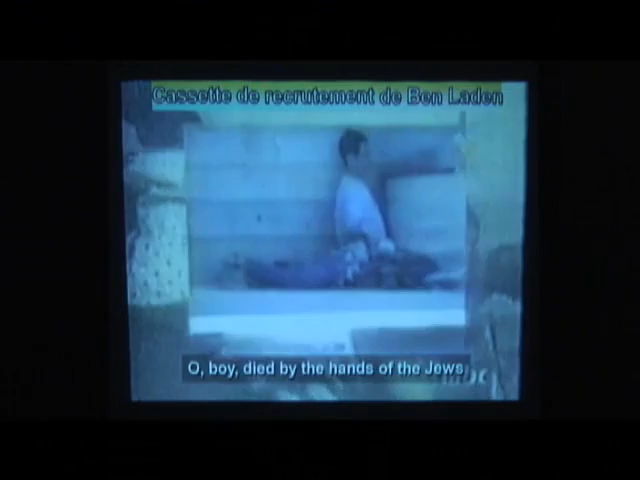 Cassette de recrutement de Ben Laden
O, boy, died by the hands of the Jews